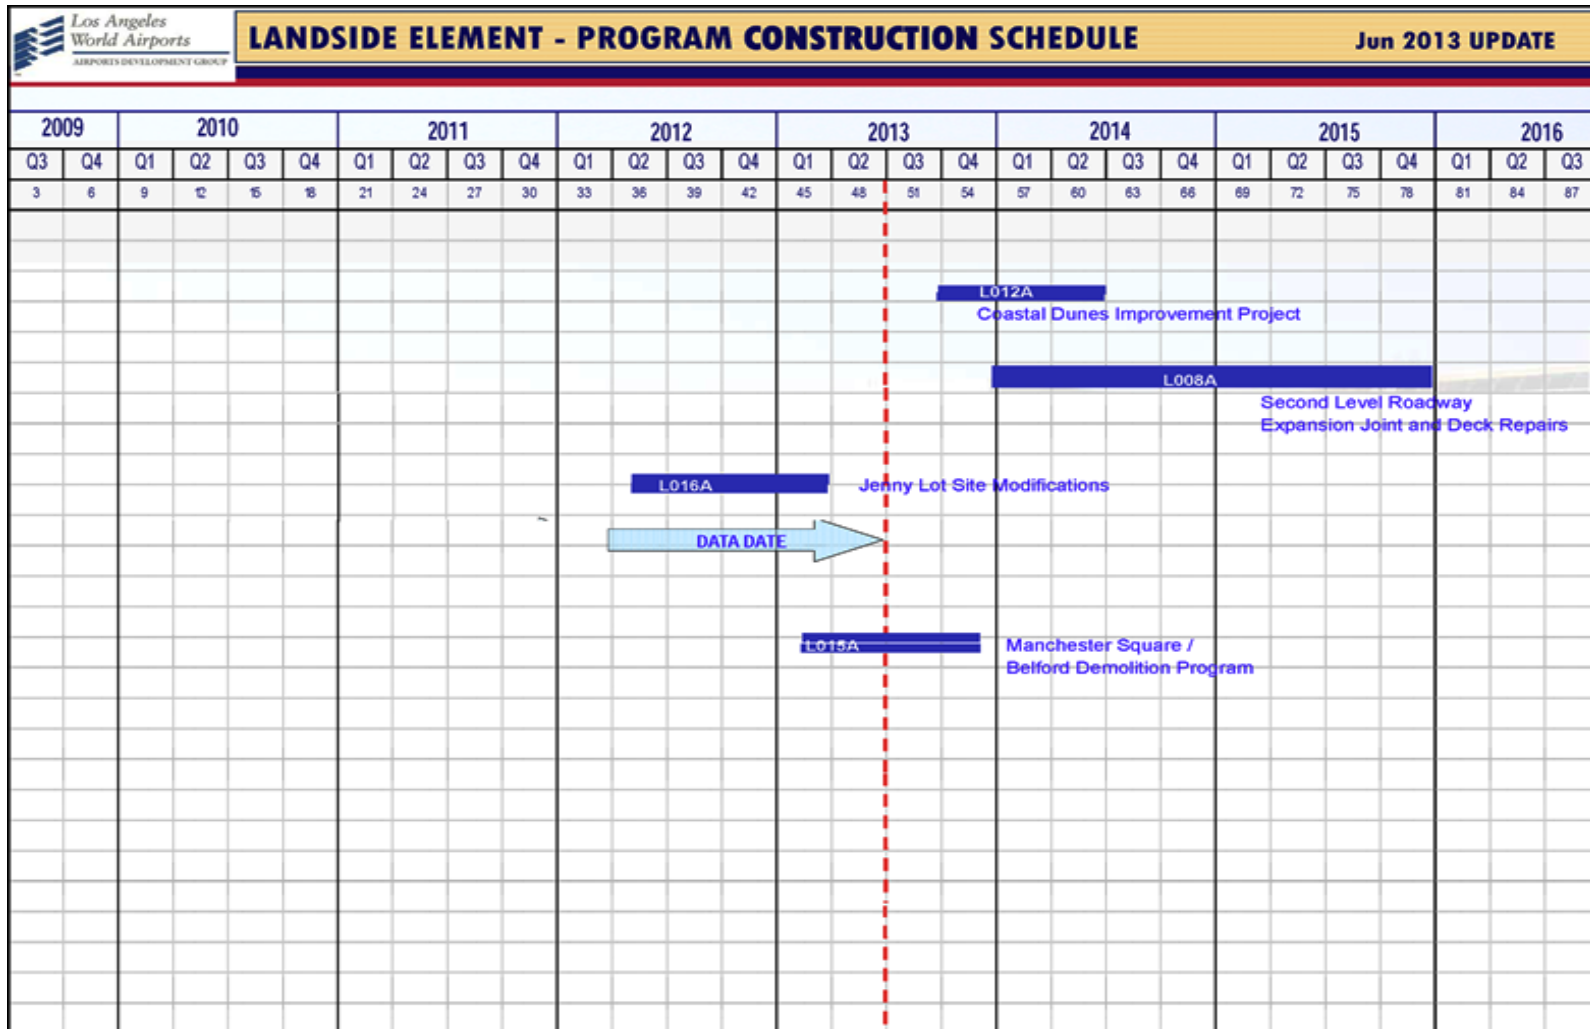 Los Angeles
World Airports
AIRPORTS DEVELOPMENT GROUP
LANDSIDE ELEMENT - PROGRAM CONSTRUCTION SCHEDULE
Jun 2013 UPDATE
2009 2010 2011 2012 2013 2014 2015 2016
Q3 Q4 Q1 Q2 Q3 Q4 Q1 Q2 Q3 Q4 Q1 Q2 Q3 Q4 Q1 Q2 Q3 Q4 Q1 Q2 Q3 Q4 Q1 Q2 Q3 Q4 Q1 Q2 Q3
3 6 9 12 15 18 21 24 27 30 33 36 39 42 45 48 51 54 57 60 63 66 69 72 75 78 81 84 87
L012A
Coastal Dunes Improvement Project
L008A
Second Level Roadway
Expansion Joint and Deck Repairs
L016A Jenny Lot Site Modifications
DATA DATE
L015A Manchester Square /
Belford Demolition Program